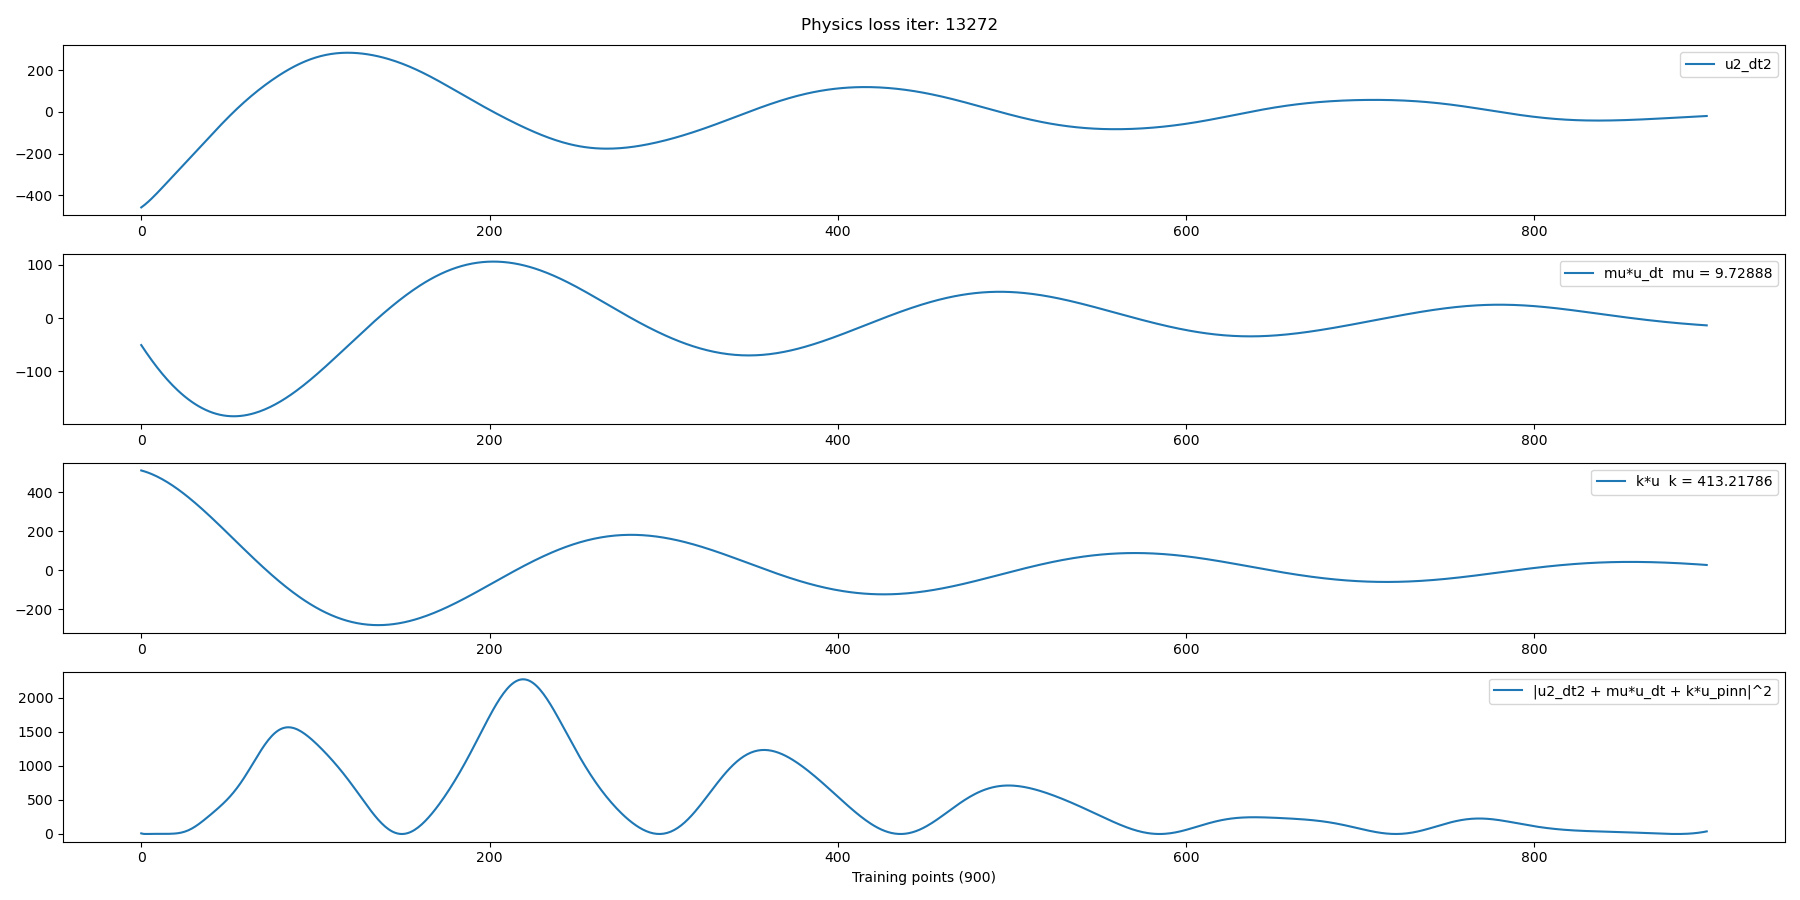 Physics loss iter: 13272
u2_dt2
200
0
−200
−400
0 200 400 600 800
mu*u_dt  mu = 9.72888
100
0
−100
0 200 400 600 800
k*u  k = 413.21786
400
200
0
−200
0 200 400 600 800
|u2_dt2 + mu*u_dt + k*u_pinn|^2
2000
1500
1000
500
0
0 200 400 600 800
Training points (900)